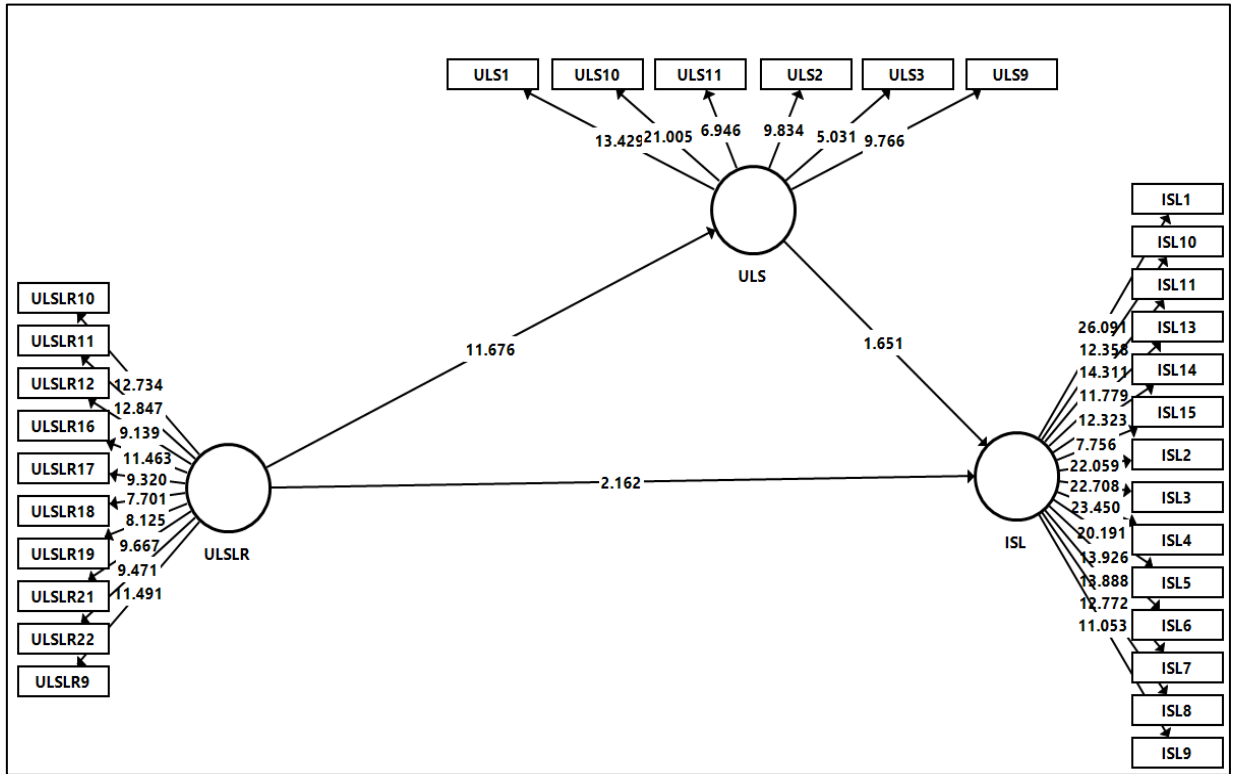 ULS1 ULS10 ULS11 ULS2 ULS3 ULS9
13.429 21.005 6.946 9.834 5.031 9.766
ULS
ISL1
ISL10
ISL11
ISL13
ISL14
ISL15
ISL2
ISL3
ISL4
ISL5
ISL6
ISL7
ISL8
ISL9
26.091
12.358
14.311
11.779
12.323
7.756
22.059
22.708
23.450
20.191
13.926
13.888
12.772
11.053
ISL
11.676
1.651
2.162
ULSLR10
ULSLR11
ULSLR12
ULSLR16
ULSLR17
ULSLR18
ULSLR19
ULSLR21
ULSLR22
ULSLR9
12.734
12.847
9.139
11.463
9.320
7.701
8.125
9.667
9.471
11.491
ULSLR